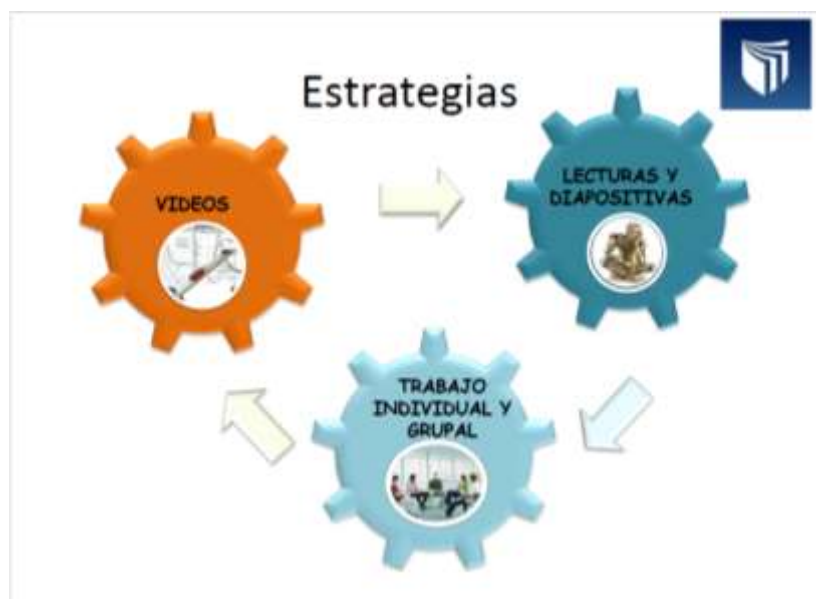 Estrategias
VIDEOS
LECTURAS Y
DIAPOSITIVAS
TRABAJO
INDIVIDUAL Y
GRUPAL